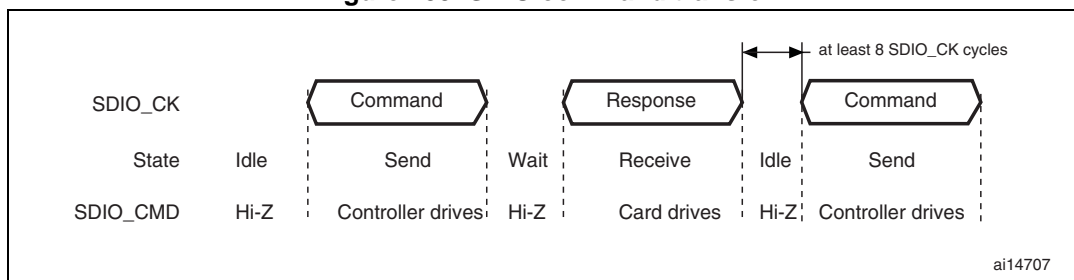 at least 8 SDIO_CK cycles
SDIO_CK Command Response Command
State Idle Send Wait Receive Idle Send
SDIO_CMD Hi-Z Controller drives Hi-Z Card drives Hi-Z Controller drives
ai14707